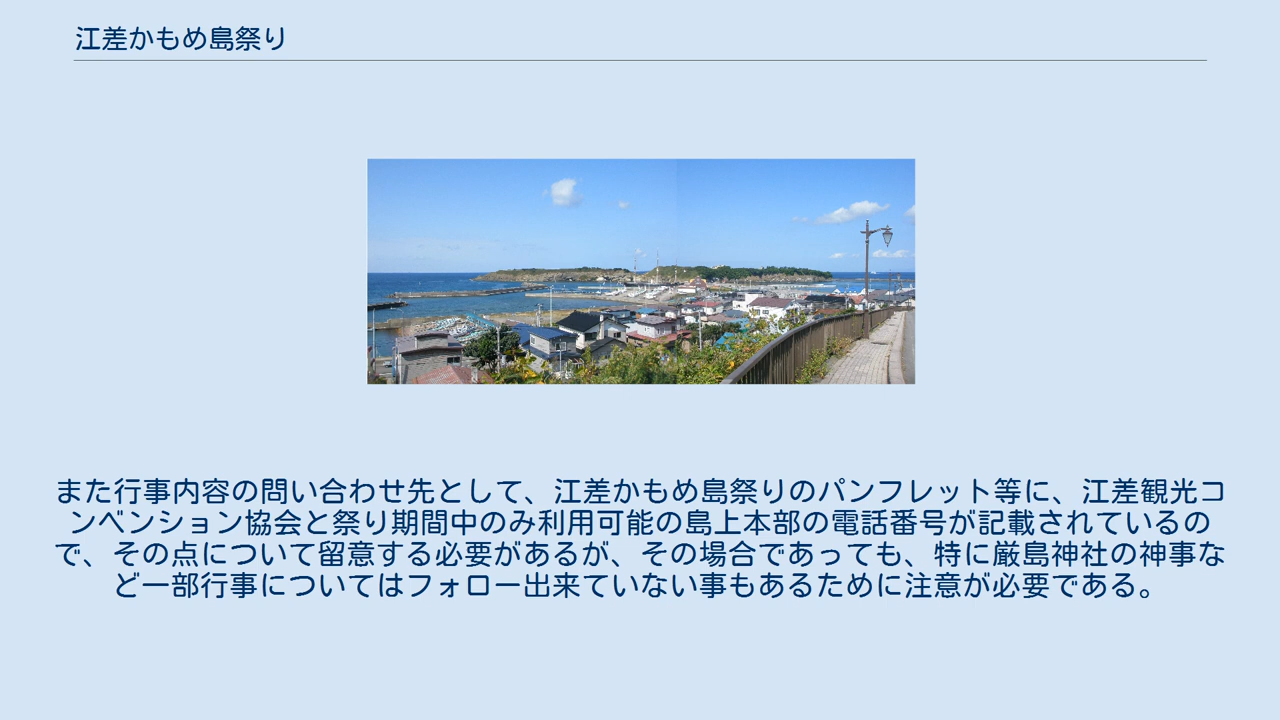 江差かもめ島祭り
また行事内容の問い合わせ先として、江差かもめ島祭りのパンフレット等に、江差観光コ
ンベンション協会と祭り期間中のみ利用可能の島上本部の電話番号が記載されているの
で、その点について留意する必要があるが、その場合であっても、特に厳島神社の神事な
ど一部行事についてはフォロー出来ていない事もあるために注意が必要である。